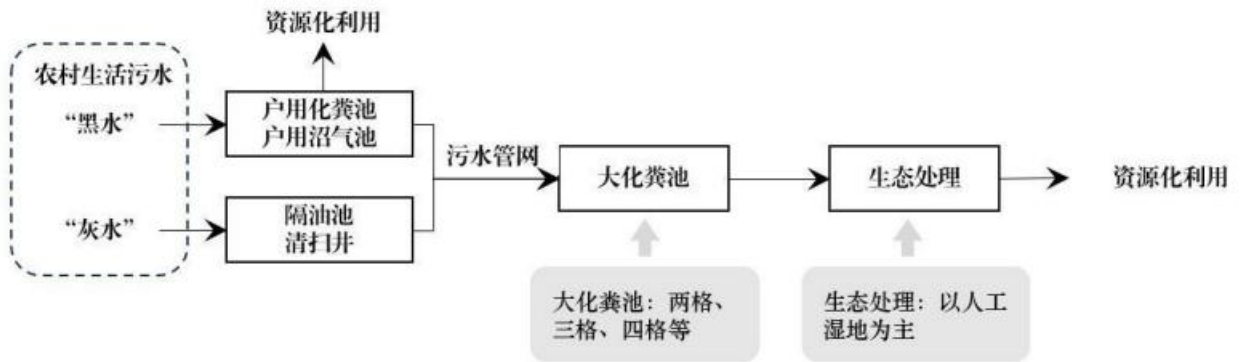 资源化利用
农村生活污水
“黑水”
户用化粪池
户用沼气池
污水管网
大化粪池
生态处理
资源化利用
“灰水”
隔油池
清扫井
大化粪池：两格、
三格、四格等
生态处理：以人工
湿地为主